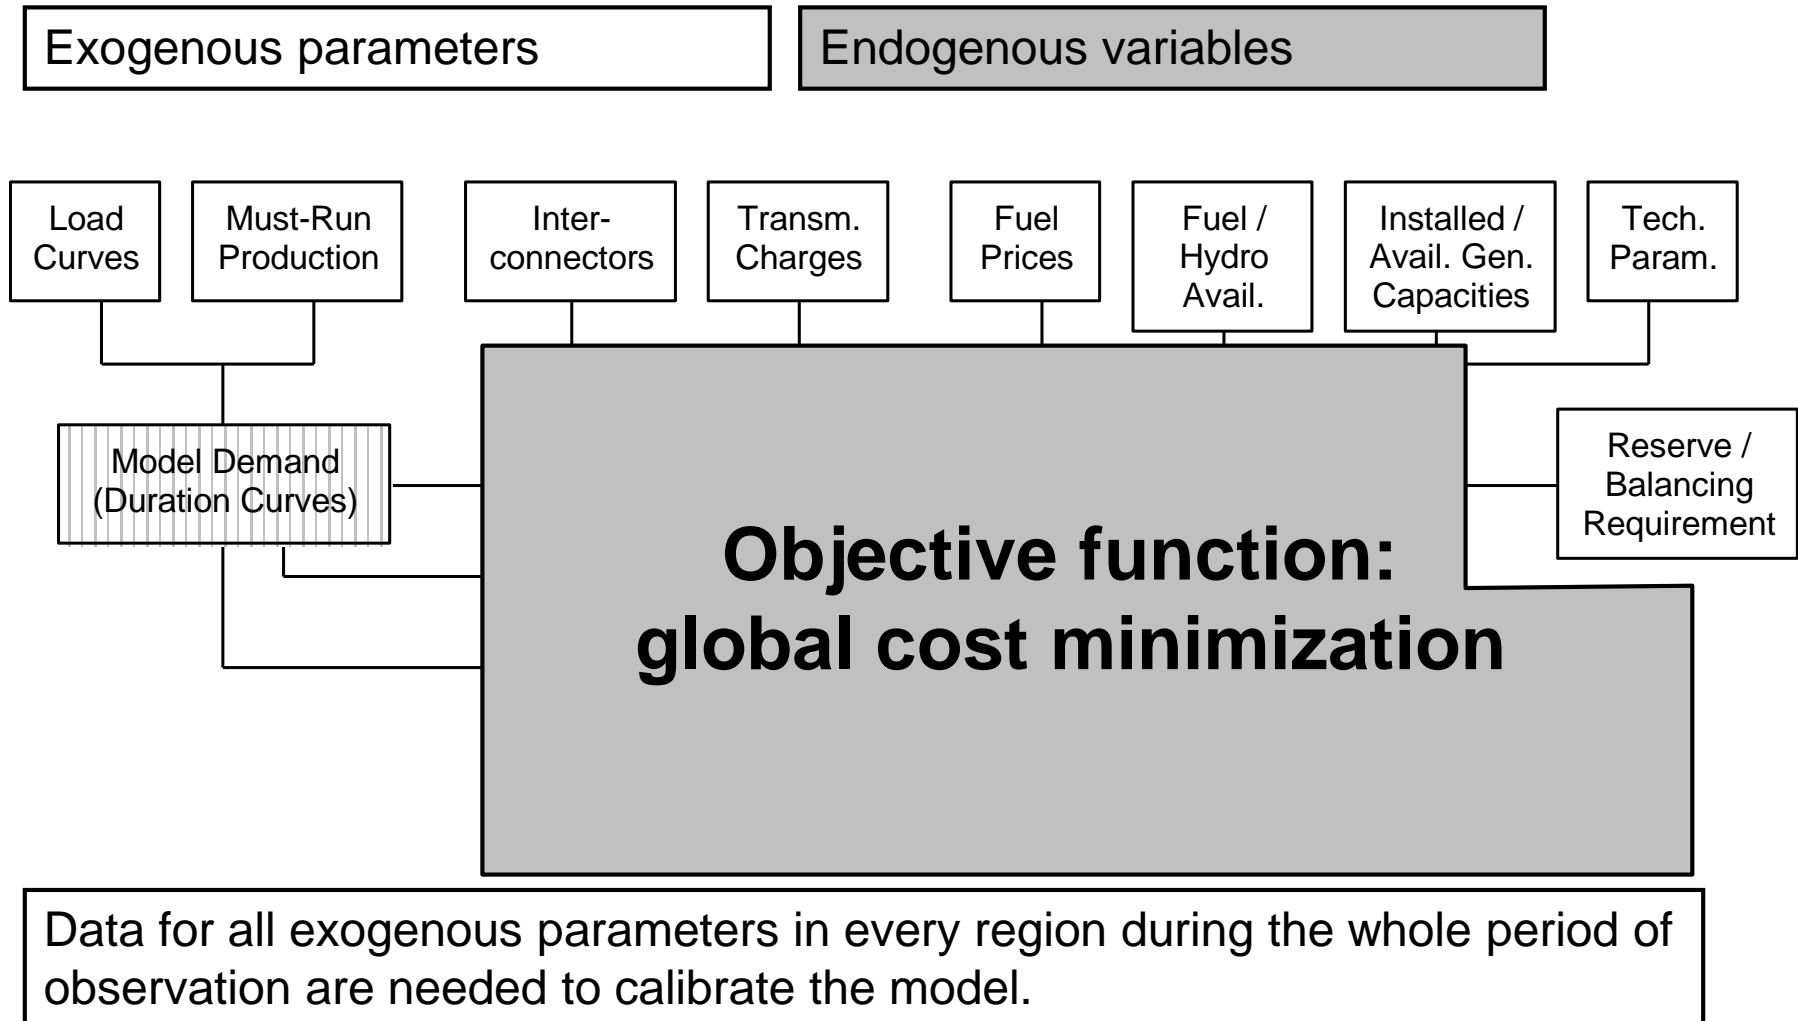 Exogenous parameters
Endogenous variables
Load
Curves
Must-Run
Production
Inter-
connectors
Transm.
Charges
Fuel
Prices
Fuel /
Hydro
Avail.
Installed /
Avail. Gen.
Capacities
Tech.
Param.
Model Demand
(Duration Curves)
Reserve /
Balancing
Requirement
Objective function:
global cost minimization
Data for all exogenous parameters in every region during the whole period of
observation are needed to calibrate the model.